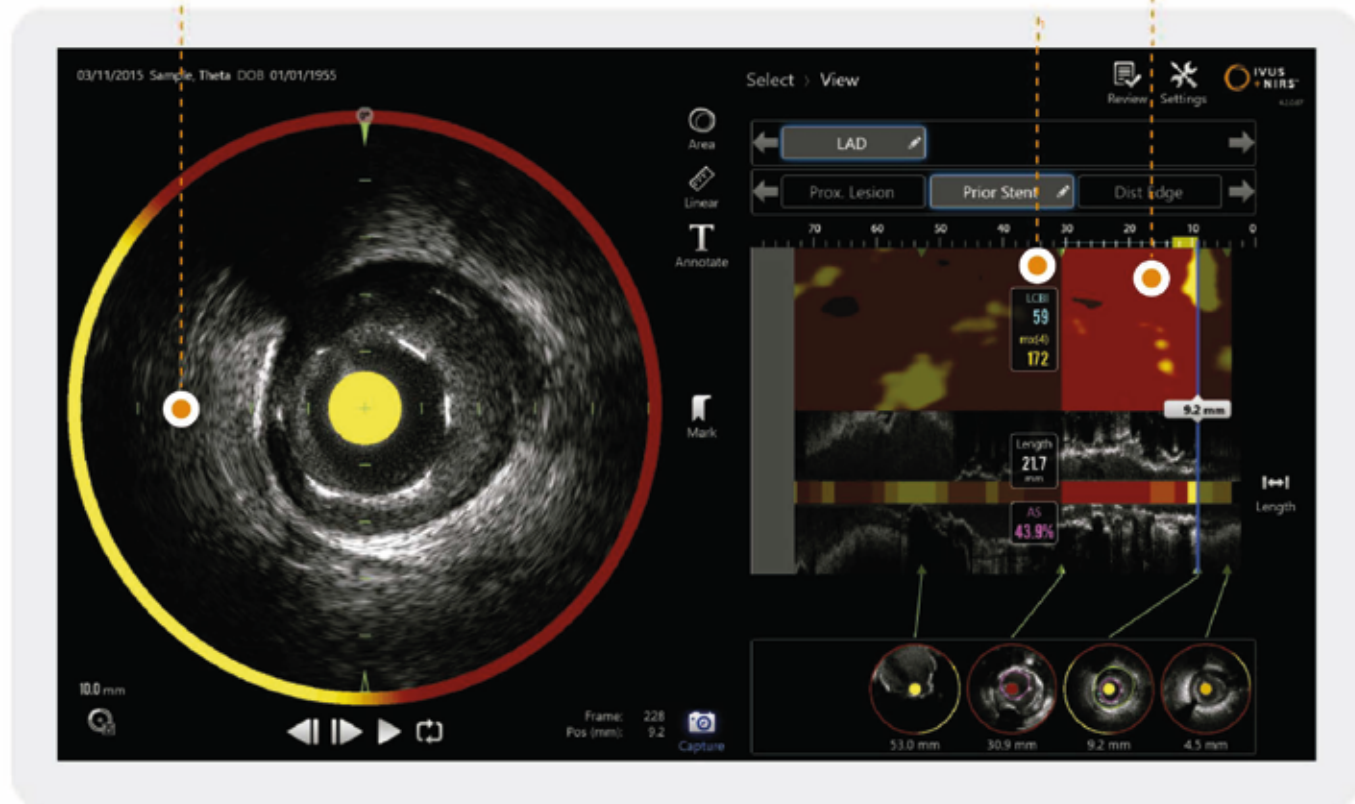 03/11/2015 Sample, Theta DOB 01/01/1955
Select > View
Review
Settings
IVUS
+NIRS™
Area
Linear
Annotate
Mark
LAD
Prox. Lesion
Prior Stent
Dist Edge
70 60 50 40 30 20 10 0
LCBI
59
mx(4)
172
9.2 mm
Length
21.7
mm
AS
43.9%
Length
10.0 mm
Frame: 228
Pos (mm): 9.2
Capture
53.0 mm
30.9 mm
9.2 mm
4.5 mm